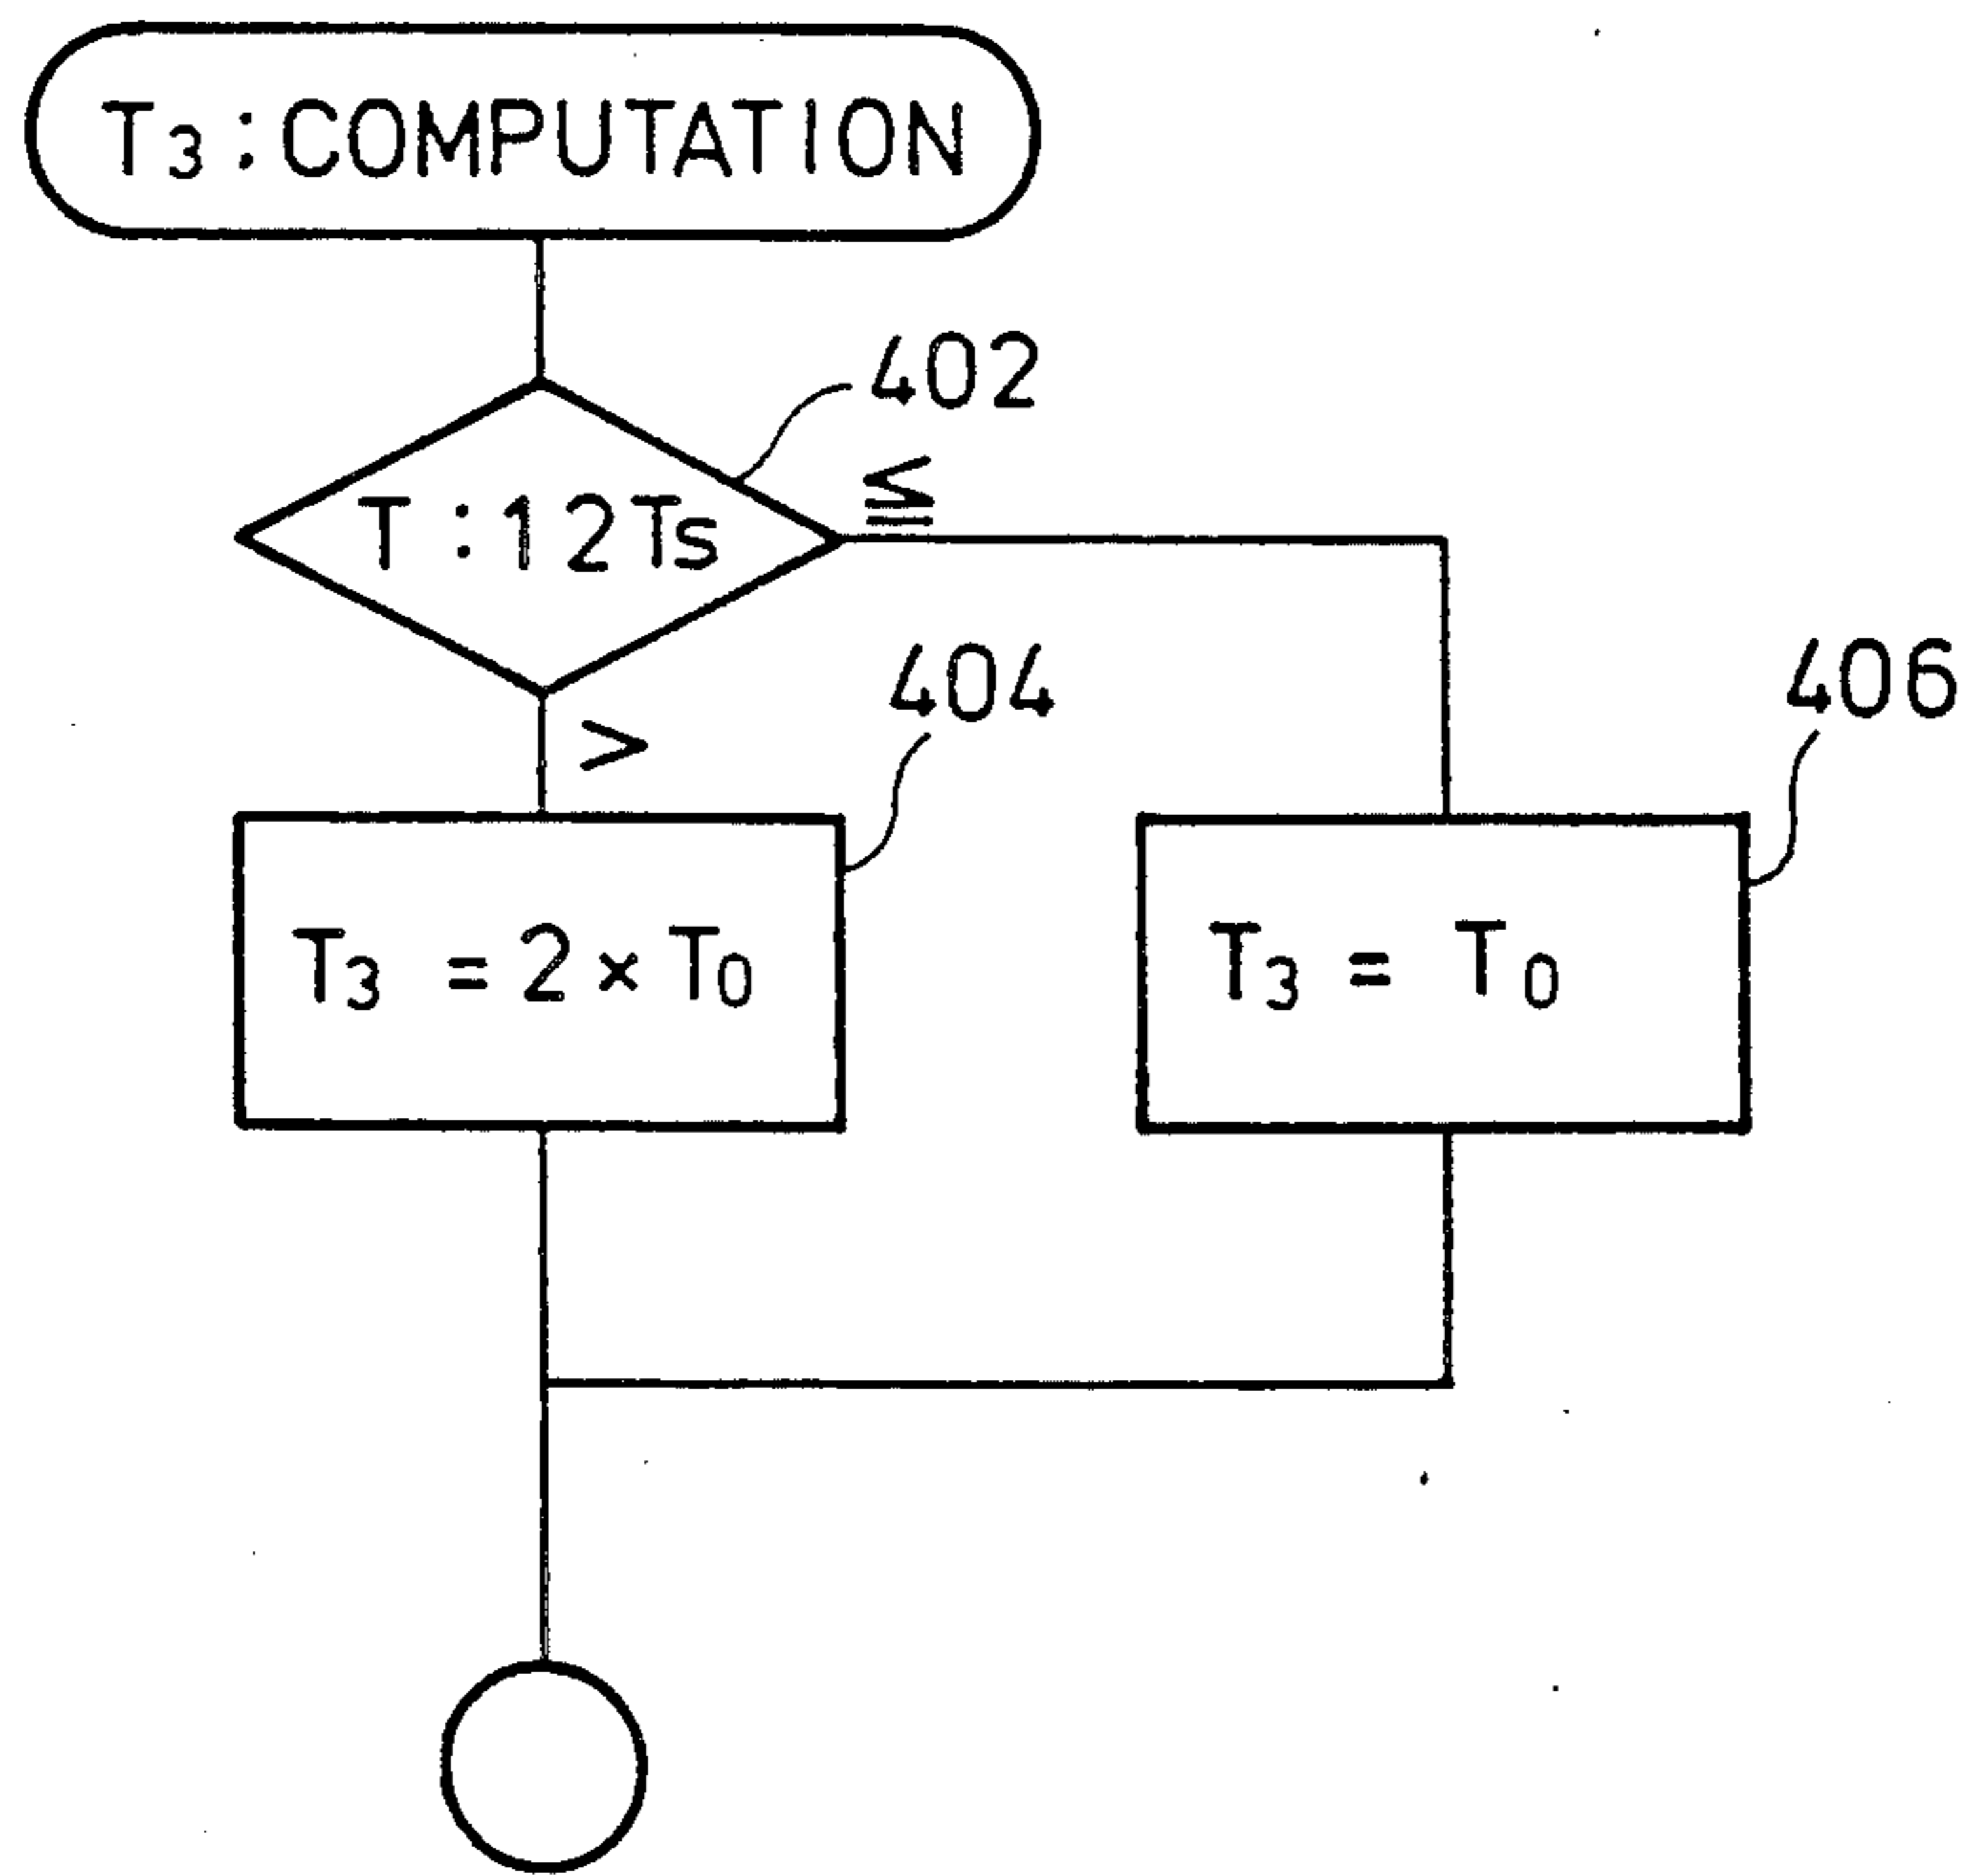 T3 : COMPUTATION
402
T : 12Ts
≦
>
404
406
T3 = 2 × T0
T3 = T0